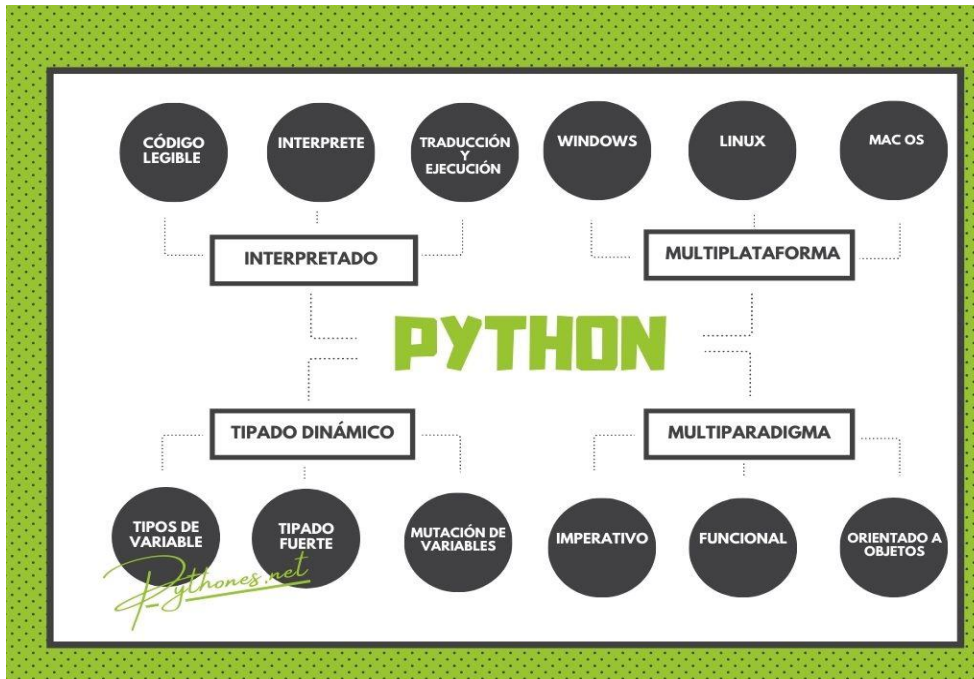 CÓDIGO
LEGIBLE
INTERPRETE
TRADUCCIÓN
Y
EJECUCIÓN
WINDOWS
LINUX
MAC OS
INTERPRETADO
MULTIPLATAFORMA
PYTHON
TIPADO DINÁMICO
MULTIPARADIGMA
TIPOS DE
VARIABLE
TIPADO
FUERTE
MUTACIÓN DE
VARIABLES
IMPERATIVO
FUNCIONAL
ORIENTADO A
OBJETOS
Pythones.net